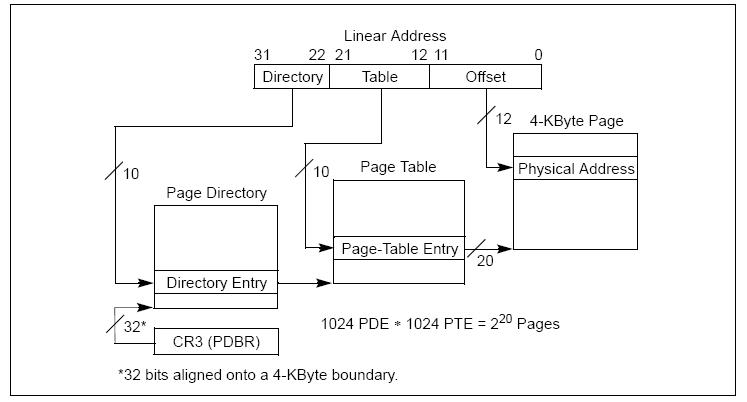 Linear Address
31 22 21 12 11 0
Directory Table Offset
12 4-KByte Page
10 10 Page Table Physical Address
Page Directory
Page-Table Entry
20
Directory Entry
32*
1024 PDE * 1024 PTE = 2^20 Pages
CR3 (PDBR)
*32 bits aligned onto a 4-KByte boundary.